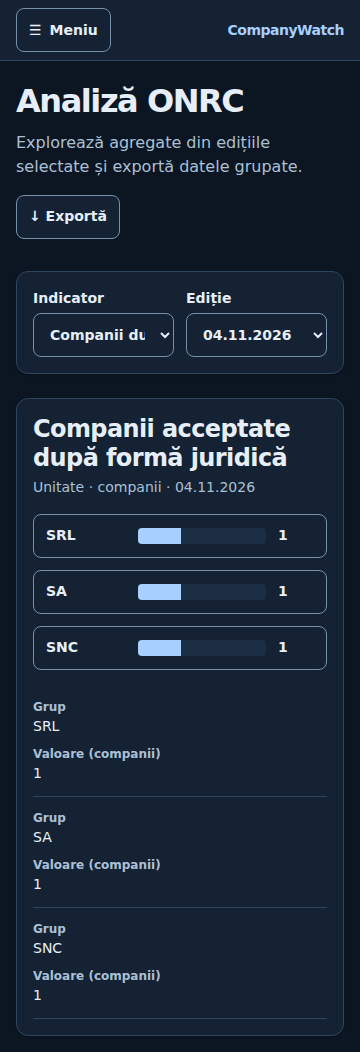 ☰ Meniu
CompanyWatch
Analiză ONRC
Explorează agregate din edițiile
selectate și exportă datele grupate.
↓ Exportă
Indicator
Ediție
Companii du
04.11.2026
Companii acceptate
după formă juridică
Unitate · companii · 04.11.2026
SRL 1
SA 1
SNC 1
Grup
SRL
Valoare (companii)
1
Grup
SA
Valoare (companii)
1
Grup
SNC
Valoare (companii)
1